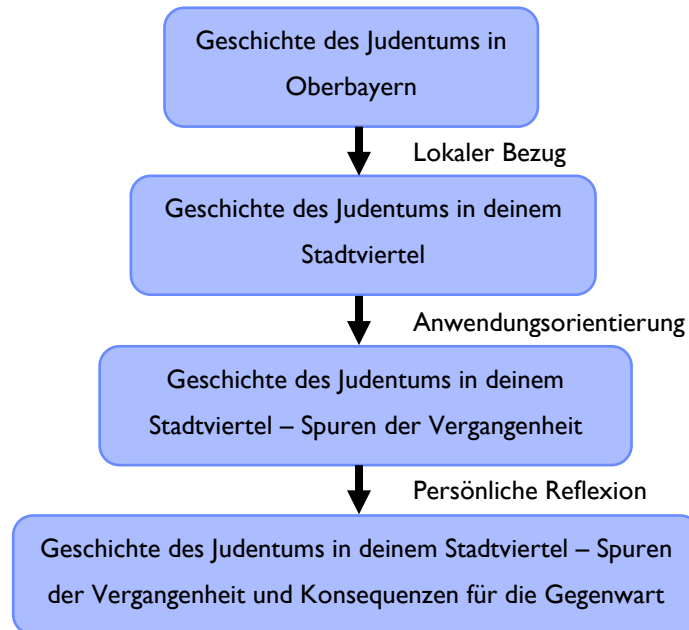 Geschichte des Judentums in
Oberbayern
Lokaler Bezug
Geschichte des Judentums in deinem
Stadtviertel
Anwendungsorientierung
Geschichte des Judentums in deinem
Stadtviertel – Spuren der Vergangenheit
Persönliche Reflexion
Geschichte des Judentums in deinem Stadtviertel – Spuren
der Vergangenheit und Konsequenzen für die Gegenwart